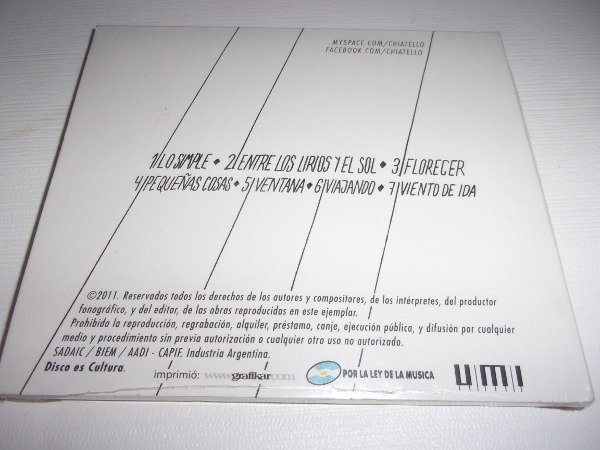 MYSPACE.COM/CHIATELLO
FACEBOOK.COM/CHIATELLO
1/LO SIMPLE • 2/ENTRE LOS LIRIOS Y EL SOL • 3/FLORECER
4/PEQUEÑAS COSAS • 5/VENTANA • 6/VIAJANDO • 7/VIENTO DE IDA
©2011. Reservados todos los derechos de los autores y compositores, de los intérpretes, del productor
fonográfico, y del editor, de las obras reproducidas en este ejemplar.
Prohibida la reproducción, regrabación, alquiler, préstamo, canje, ejecución pública, y difusión por cualquier
medio y procedimiento sin previa autorización o cualquier otro uso no autorizado.
SADAIC / BIEM / AADI - CAPIF. Industria Argentina.
Disco es Cultura.
imprimió: www.grafikar.com
POR LA LEY DE LA MUSICA
UMI